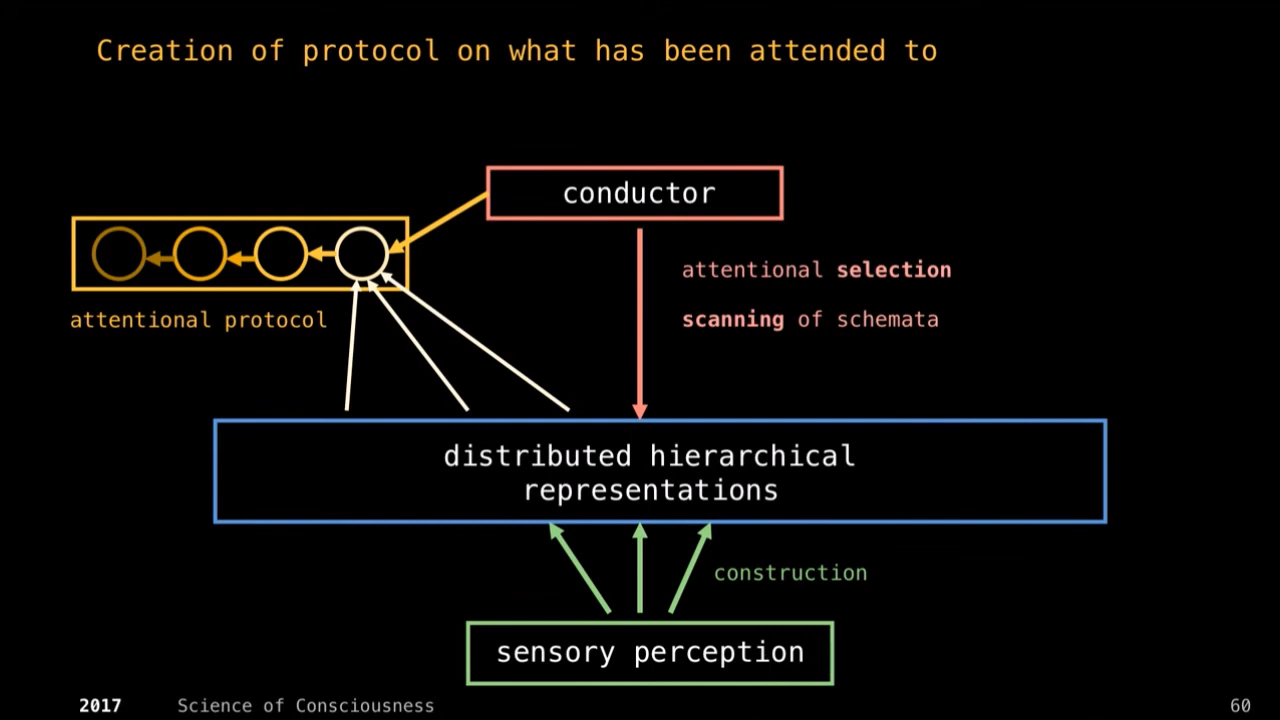 Creation of protocol on what has been attended to
conductor
attentional selection
scanning of schemata
attentional protocol
distributed hierarchical
representations
construction
sensory perception
2017 Science of Consciousness 60